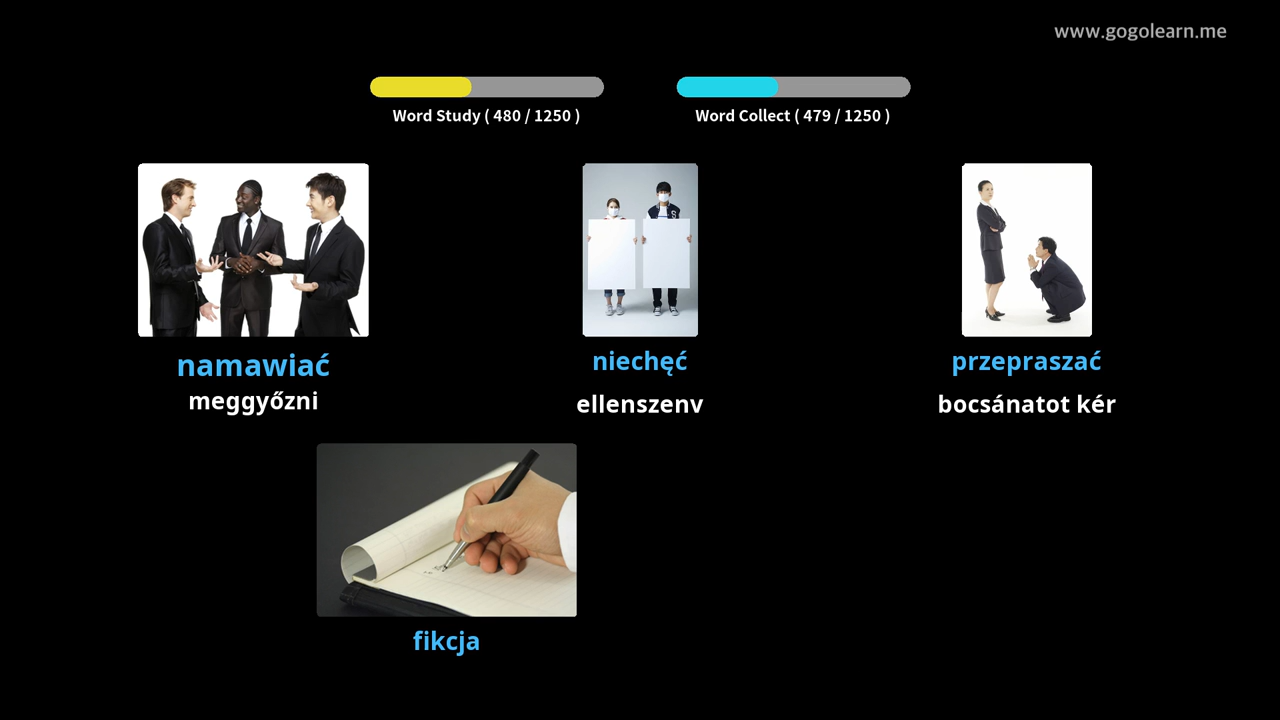 www.gogolearn.me
Word Study ( 480 / 1250 )
Word Collect ( 479 / 1250 )
namawiać
meggyőzni
niechęć
ellenszenv
przepraszać
bocsánatot kér
fikcja